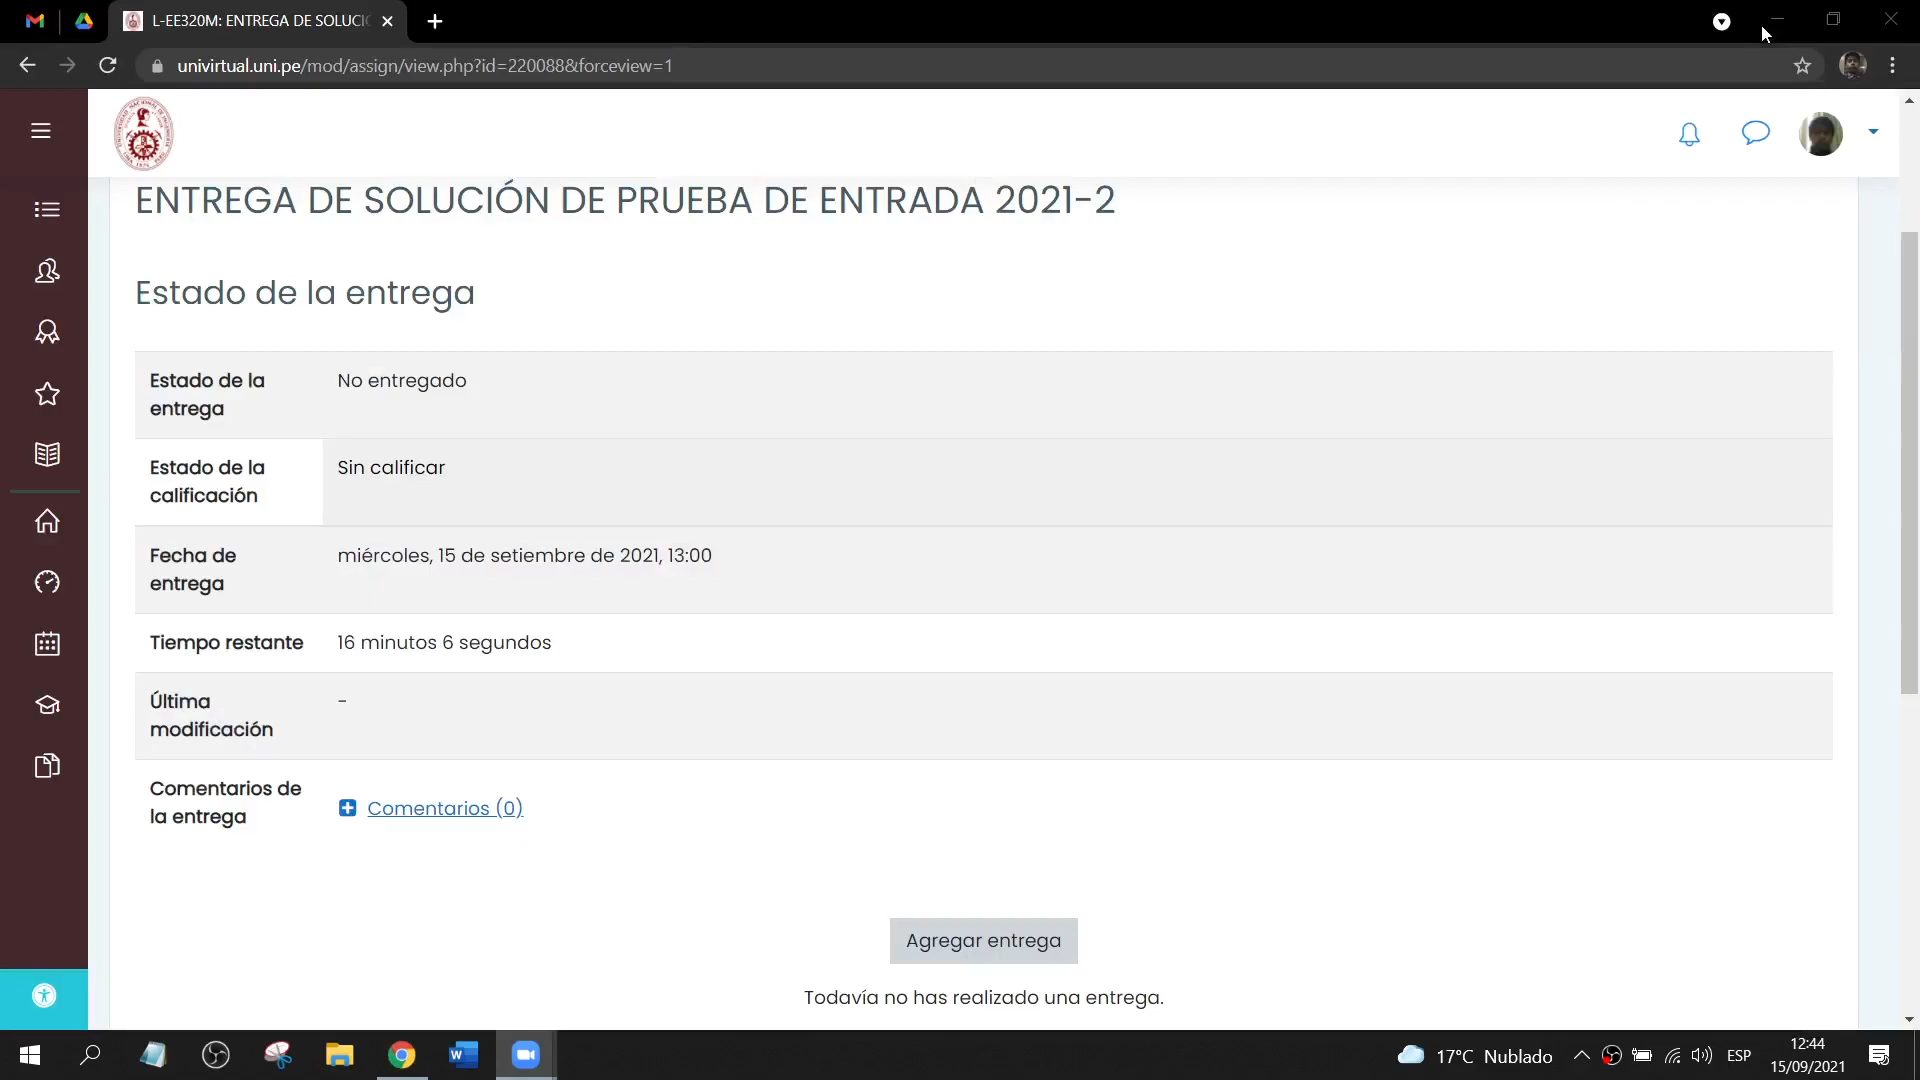 L-EE320M: ENTREGA DE SOLUCIO
univirtual.uni.pe/mod/assign/view.php?id=220088&forceview=1
ENTREGA DE SOLUCIÓN DE PRUEBA DE ENTRADA 2021-2
Estado de la entrega
Estado de la
entrega
No entregado
Estado de la
calificación
Sin calificar
Fecha de
entrega
miércoles, 15 de setiembre de 2021, 13:00
Tiempo restante
16 minutos 6 segundos
Última
modificación
-
Comentarios de
la entrega
Comentarios (0)
Agregar entrega
Todavía no has realizado una entrega.
17°C Nublado
ESP
12:44
15/09/2021